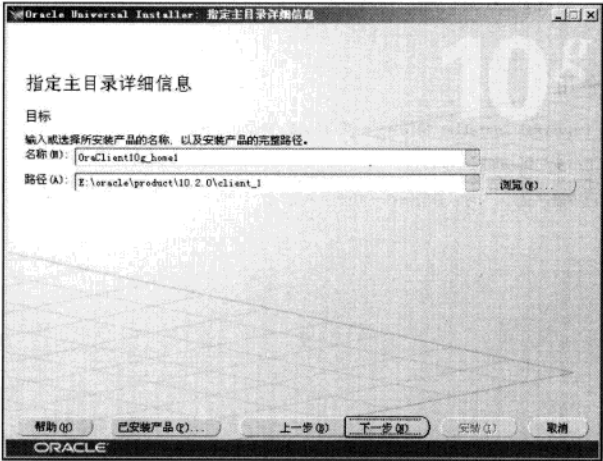 Oracle Universal Installer: 指定主目录详细信息
10g
指定主目录详细信息
目标
输入或选择所安装产品的名称, 以及安装产品的完整路径。
名称(M): OraClient10g_home1
路径(A): E:\oracle\product\10.2.0\client_1 浏览(R)...
帮助(H) 已安装产品(P)... 上一步(B) 下一步(N) 安装(I) 取消
ORACLE